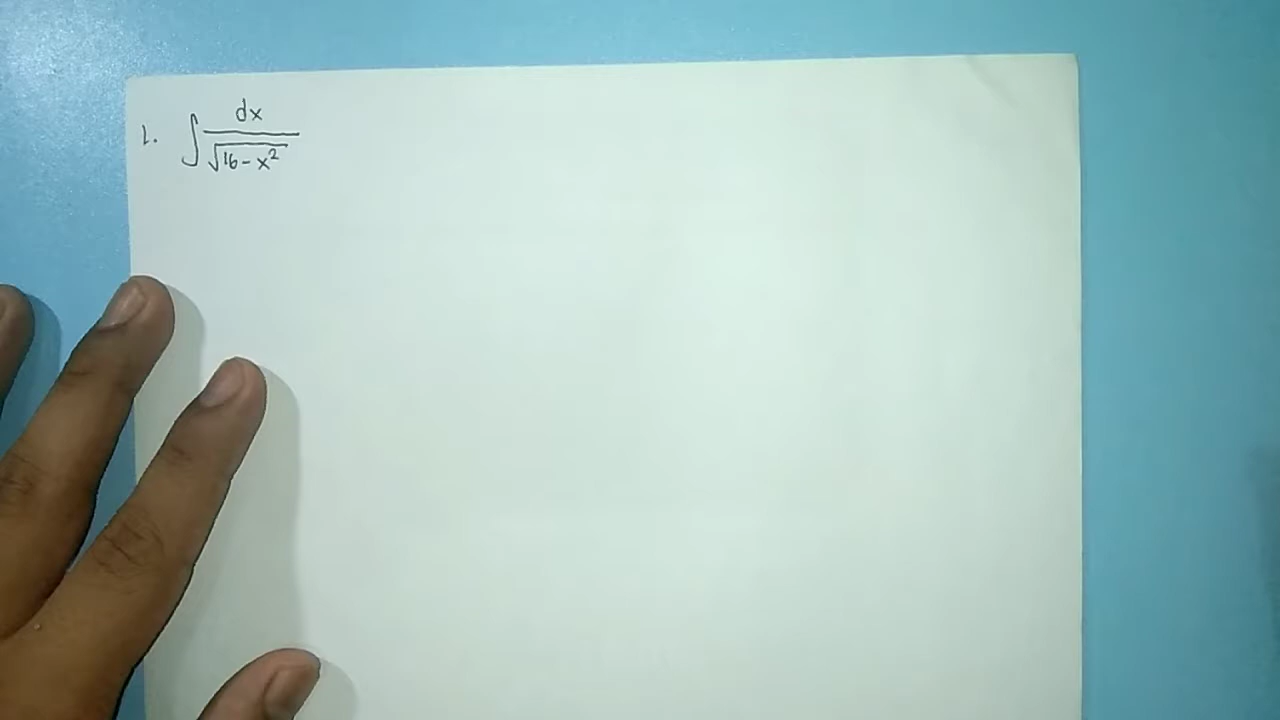 1. ∫ dx / √(16 - x²)